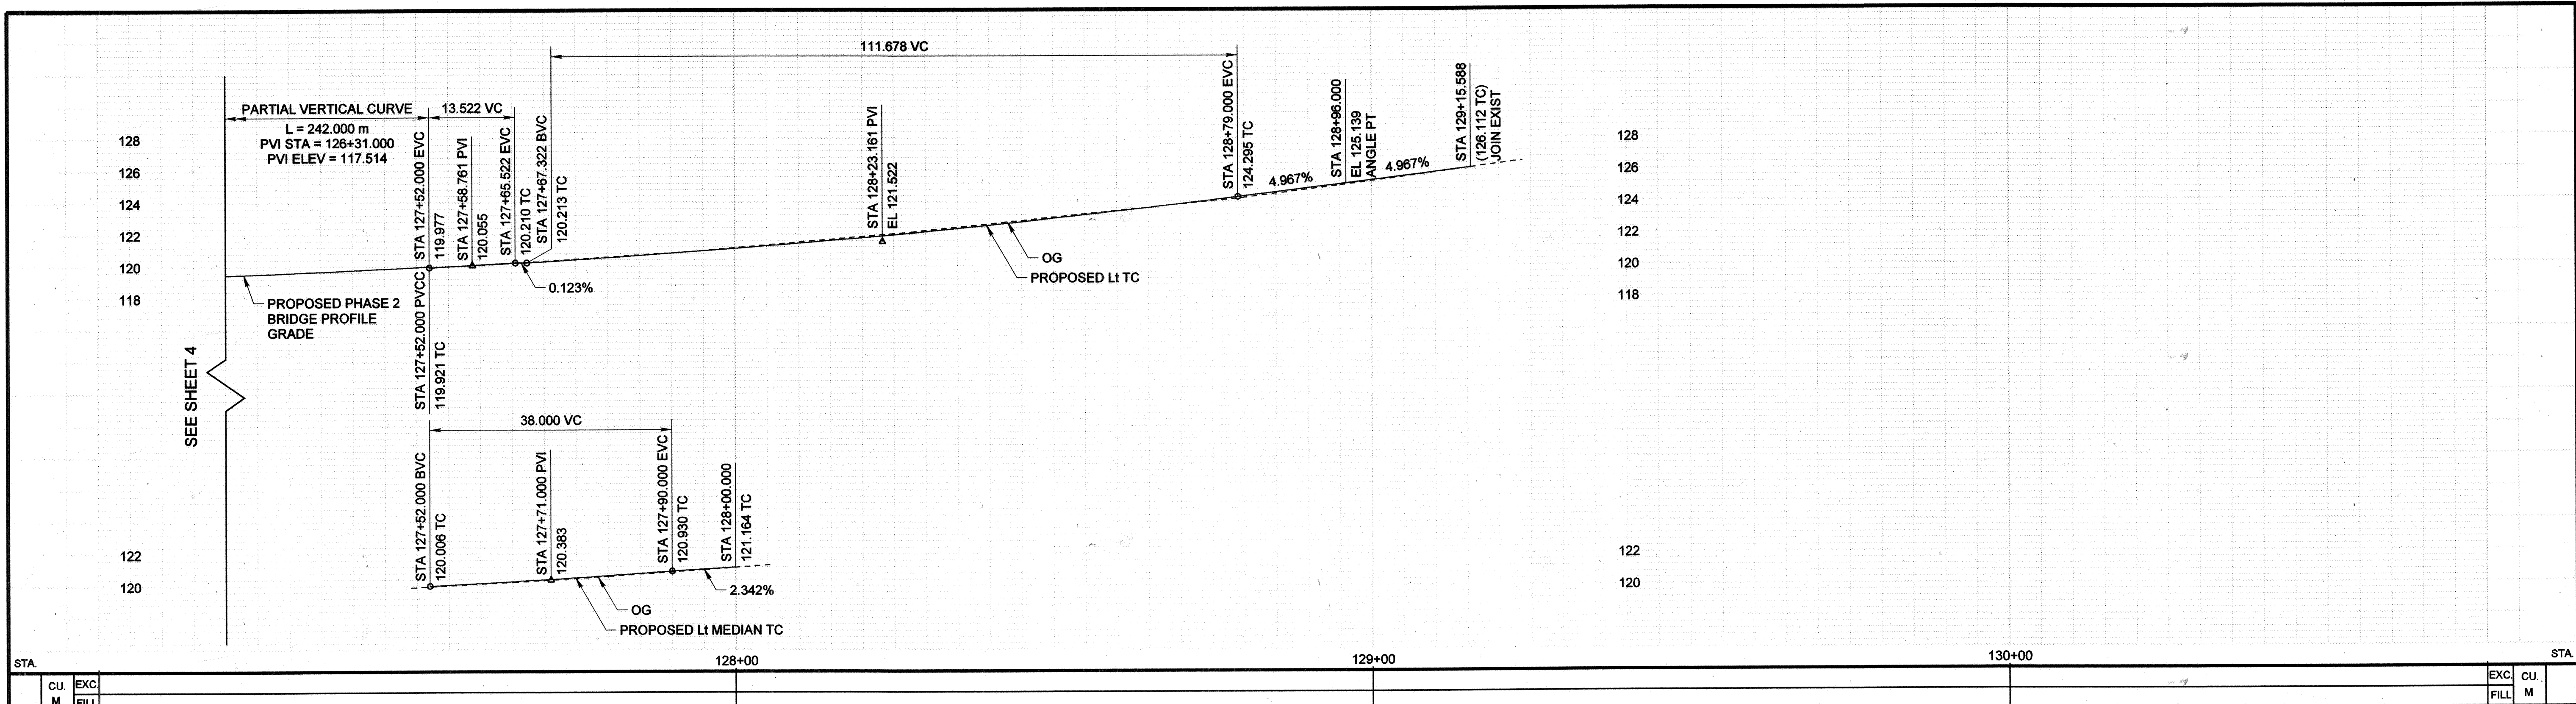 111.678 VC
PARTIAL VERTICAL CURVE
L = 242.000 m
PVI STA = 126+31.000
PVI ELEV = 117.514
13.522 VC
STA 127+52.000 EVC
119.977
STA 127+58.761 PVI
120.055
STA 127+65.522 EVC
120.210 TC
STA 127+67.322 BVC
120.213 TC
STA 128+23.161 PVI
EL 121.522
STA 128+79.000 EVC
124.295 TC
4.967%
STA 128+96.000
EL 125.139
ANGLE PT
4.967%
STA 129+15.588
(126.112 TC)
JOIN EXIST
128
126
124
122
120
118
128
126
124
122
120
118
0.123%
OG
PROPOSED Lt TC
PROPOSED PHASE 2
BRIDGE PROFILE
GRADE
STA 127+52.000 PVCC
119.921 TC
SEE SHEET 4
38.000 VC
STA 127+52.000 BVC
120.006 TC
STA 127+71.000 PVI
120.383
STA 127+90.000 EVC
120.930 TC
STA 128+00.000
121.164 TC
2.342%
OG
PROPOSED Lt MEDIAN TC
122
120
122
120
STA.
128+00
129+00
130+00
STA.
CU.
M
EXC.
FILL
EXC.
FILL
CU.
M